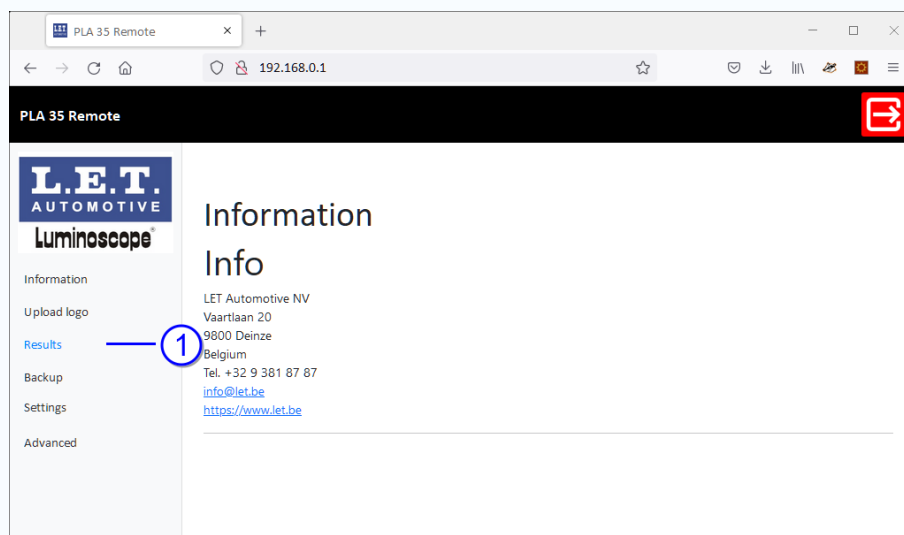 PLA 35 Remote
192.168.0.1
PLA 35 Remote
L.E.T.
AUTOMOTIVE
Luminoscope®
Information
Upload logo
Results
Backup
Settings
Advanced
1
Information
Info
LET Automotive NV
Vaartlaan 20
9800 Deinze
Belgium
Tel. +32 9 381 87 87
info@let.be
https://www.let.be